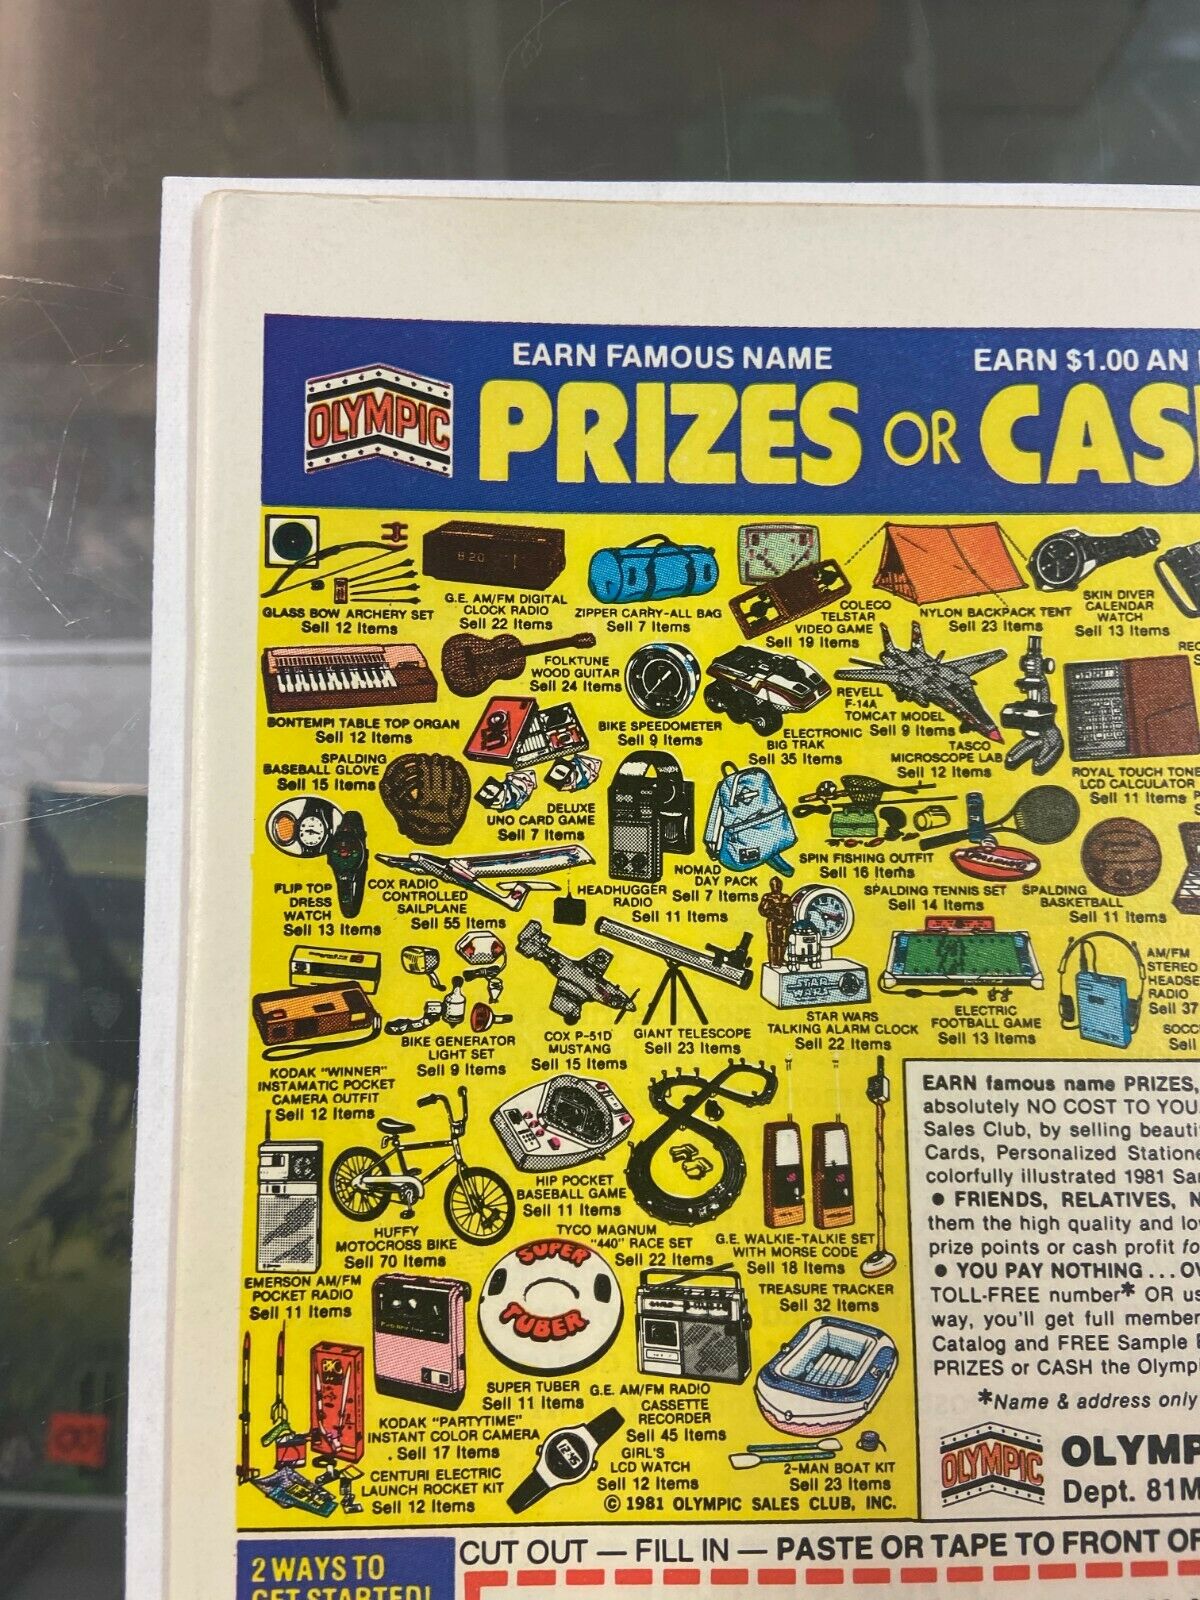 EARN FAMOUS NAME
EARN $1.00 AN
OLYMPIC
PRIZES OR CAS
8:20
GLASS BOW ARCHERY SET
Sell 12 Items
G.E. AM/FM DIGITAL
CLOCK RADIO
Sell 22 Items
ZIPPER CARRY-ALL BAG
Sell 7 Items
COLECO
TELSTAR
VIDEO GAME
Sell 19 Items
NYLON BACKPACK TENT
Sell 23 Items
SKIN DIVER
CALENDAR
WATCH
Sell 13 Items
BONTEMPI TABLE TOP ORGAN
Sell 12 Items
FOLKTUNE
WOOD GUITAR
Sell 24 Items
BIKE SPEEDOMETER
Sell 9 Items
ELECTRONIC
BIG TRAK
Sell 35 Items
REVELL
F-14A
TOMCAT MODEL
Sell 9 Items
TASCO
MICROSCOPE LAB
Sell 12 Items
ROYAL TOUCH TONE
LCD CALCULATOR
Sell 11 Items
SPALDING
BASEBALL GLOVE
Sell 15 Items
DELUXE
UNO CARD GAME
Sell 7 Items
FLIP TOP
DRESS
WATCH
Sell 13 Items
COX RADIO
CONTROLLED
SAILPLANE
Sell 55 Items
HEADHUGGER
RADIO
Sell 11 Items
NOMAD
DAY PACK
Sell 7 Items
SPIN FISHING OUTFIT
Sell 16 Items
SPALDING TENNIS SET
Sell 14 Items
SPALDING
BASKETBALL
Sell 11 Items
KODAK "WINNER"
INSTAMATIC POCKET
CAMERA OUTFIT
Sell 12 Items
BIKE GENERATOR
LIGHT SET
Sell 9 Items
COX P-51D
MUSTANG
Sell 15 Items
GIANT TELESCOPE
Sell 23 Items
STAR
WARS
STAR WARS
TALKING ALARM CLOCK
Sell 22 Items
ELECTRIC
FOOTBALL GAME
Sell 13 Items
AM/FM
STEREO
HEADSE
RADIO
Sell 37
SOCC
Sell
EMERSON AM/FM
POCKET RADIO
Sell 11 Items
HUFFY
MOTOCROSS BIKE
Sell 70 Items
HIP POCKET
BASEBALL GAME
Sell 11 Items
TYCO MAGNUM
"440" RACE SET
Sell 22 Items
G.E. WALKIE-TALKIE SET
WITH MORSE CODE
Sell 18 Items
TREASURE TRACKER
Sell 32 Items
SUPER
TUBER
SUPER TUBER
Sell 11 Items
KODAK "PARTYTIME"
INSTANT COLOR CAMERA
Sell 17 Items
G.E. AM/FM RADIO
CASSETTE
RECORDER
Sell 45 Items
CENTURI ELECTRIC
LAUNCH ROCKET KIT
Sell 12 Items
12:45
GIRL'S
LCD WATCH
Sell 12 Items
2-MAN BOAT KIT
Sell 23 Items
© 1981 OLYMPIC SALES CLUB, INC.
EARN famous name PRIZES,
absolutely NO COST TO YOU
Sales Club, by selling beauti
Cards, Personalized Statione
colorfully illustrated 1981 Sa
● FRIENDS, RELATIVES, N
them the high quality and lo
prize points or cash profit fo
● YOU PAY NOTHING...OV
TOLL-FREE number* OR us
way, you'll get full member
Catalog and FREE Sample
PRIZES or CASH the Olymp
*Name & address only
OLYMPIC
OLYMP
Dept. 81M
2 WAYS TO
GET STARTED!
CUT OUT — FILL IN — PASTE OR TAPE TO FRONT OF